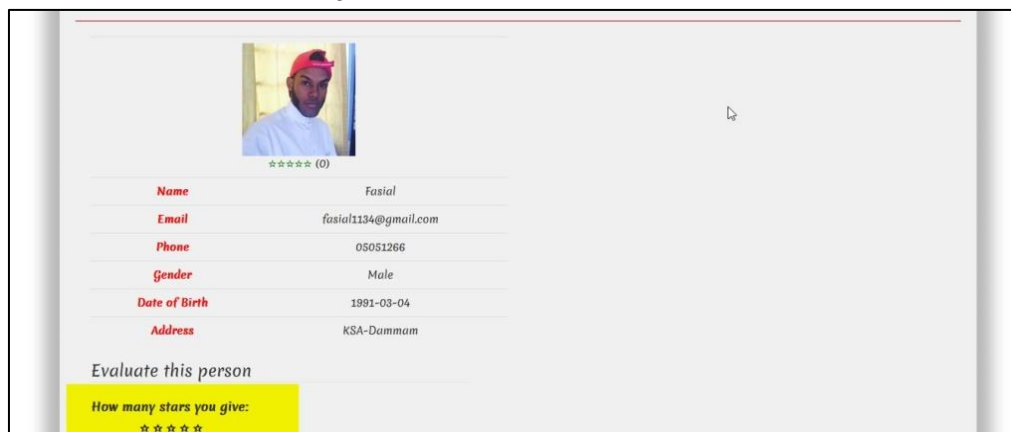 ☆☆☆☆☆ (0)
Name Fasial
Email fasial1134@gmail.com
Phone 05051266
Gender Male
Date of Birth 1991-03-04
Address KSA-Dammam
Evaluate this person
How many stars you give:
☆☆☆☆☆